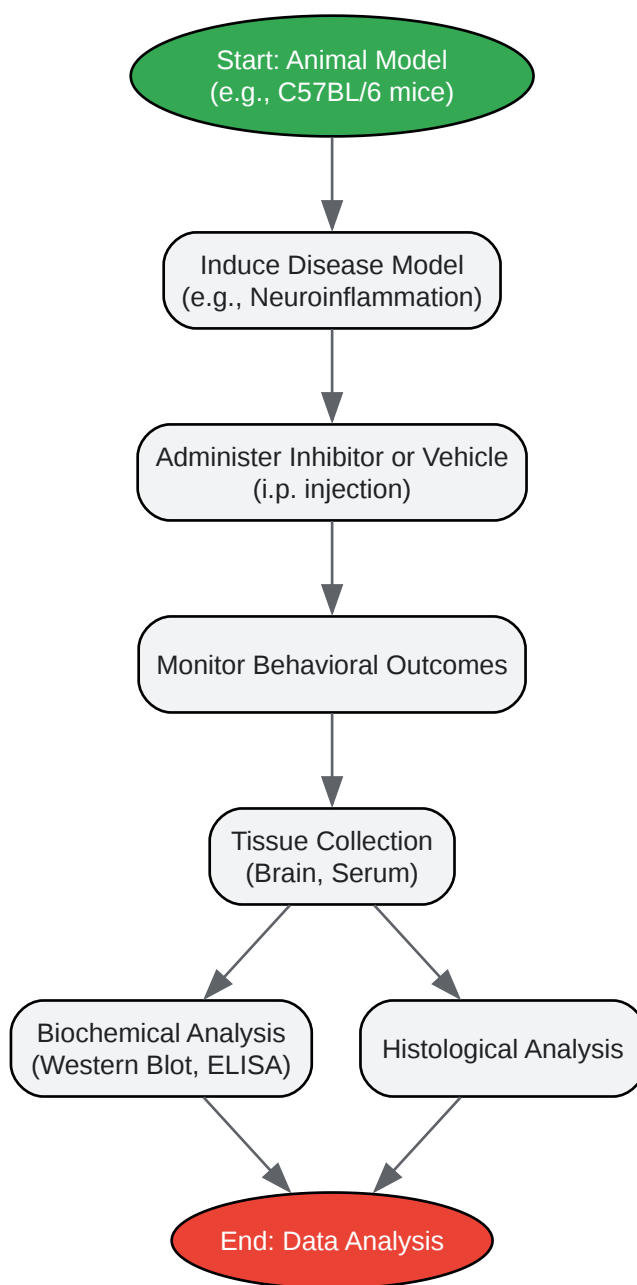 Start: Animal Model
(e.g., C57BL/6 mice)
Induce Disease Model
(e.g., Neuroinflammation)
Administer Inhibitor or Vehicle
(i.p. injection)
Monitor Behavioral Outcomes
Tissue Collection
(Brain, Serum)
Biochemical Analysis
(Western Blot, ELISA)
Histological Analysis
End: Data Analysis